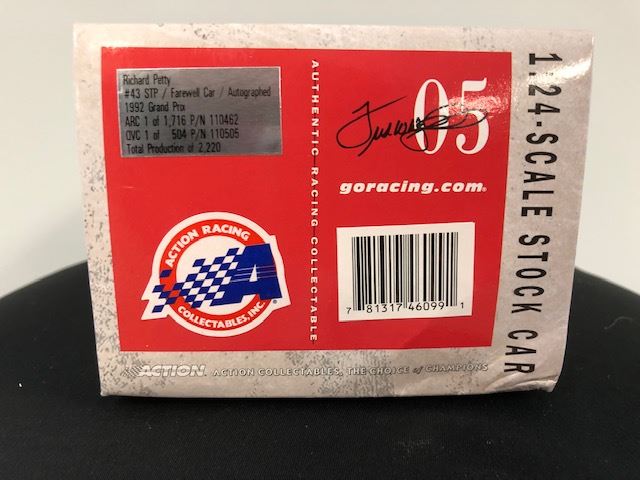 Richard Petty
#43 STP / Farewell Car / Autographed
1992 Grand Prix
ARC 1 of 1,716 P/N 110462
OVC 1 of 504 P/N 110505
Total Production of 2,220
AUTHENTIC RACING COLLECTABLE
05
goracing.com®
ACTION RACING
COLLECTABLES, INC.
A
7 81317 46099 1
1:24-SCALE STOCK CAR
ACTION. ACTION COLLECTABLES, THE CHOICE of CHAMPIONS